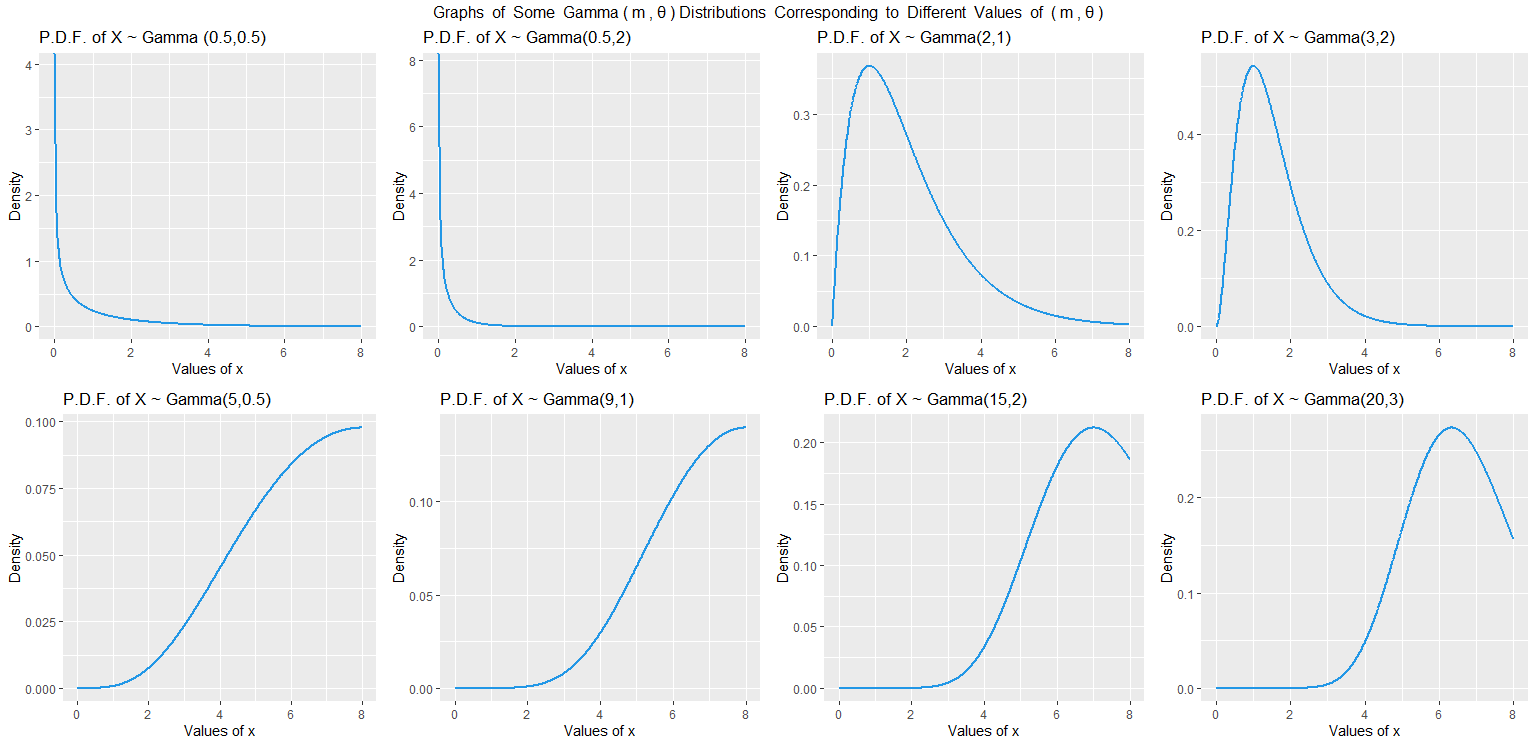 Graphs of Some Gamma ( m , θ ) Distributions Corresponding to Different Values of ( m , θ )
P.D.F. of X ~ Gamma (0.5,0.5)
4
3
2
1
0
Density
0 2 4 6 8
Values of x
P.D.F. of X ~ Gamma(0.5,2)
8
6
4
2
0
Density
0 2 4 6 8
Values of x
P.D.F. of X ~ Gamma(2,1)
0.3
0.2
0.1
0.0
Density
0 2 4 6 8
Values of x
P.D.F. of X ~ Gamma(3,2)
0.4
0.2
0.0
Density
0 2 4 6 8
Values of x
P.D.F. of X ~ Gamma(5,0.5)
0.100
0.075
0.050
0.025
0.000
Density
0 2 4 6 8
Values of x
P.D.F. of X ~ Gamma(9,1)
0.10
0.05
0.00
Density
0 2 4 6 8
Values of x
P.D.F. of X ~ Gamma(15,2)
0.20
0.15
0.10
0.05
0.00
Density
0 2 4 6 8
Values of x
P.D.F. of X ~ Gamma(20,3)
0.2
0.1
0.0
Density
0 2 4 6 8
Values of x